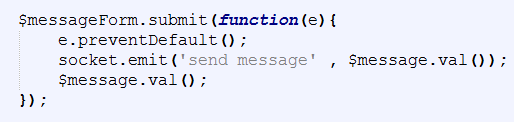 $messageForm.submit(function(e){
    e.preventDefault();
    socket.emit('send message' , $message.val());
    $message.val();
});